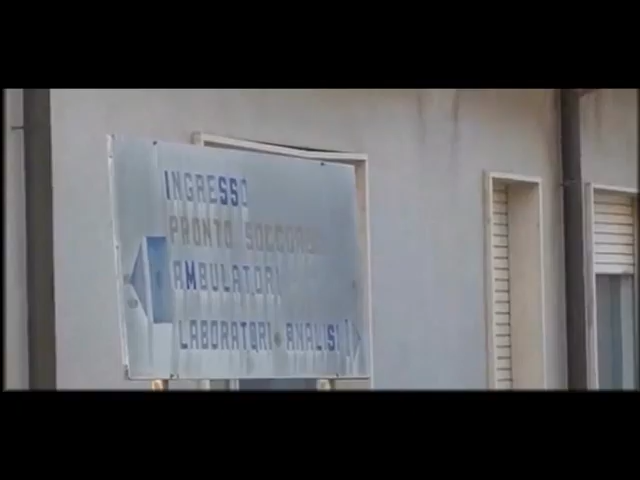 INGRESSO
PRONTO SOCCORSO
AMBULATORI
LABORATORI ANALISI